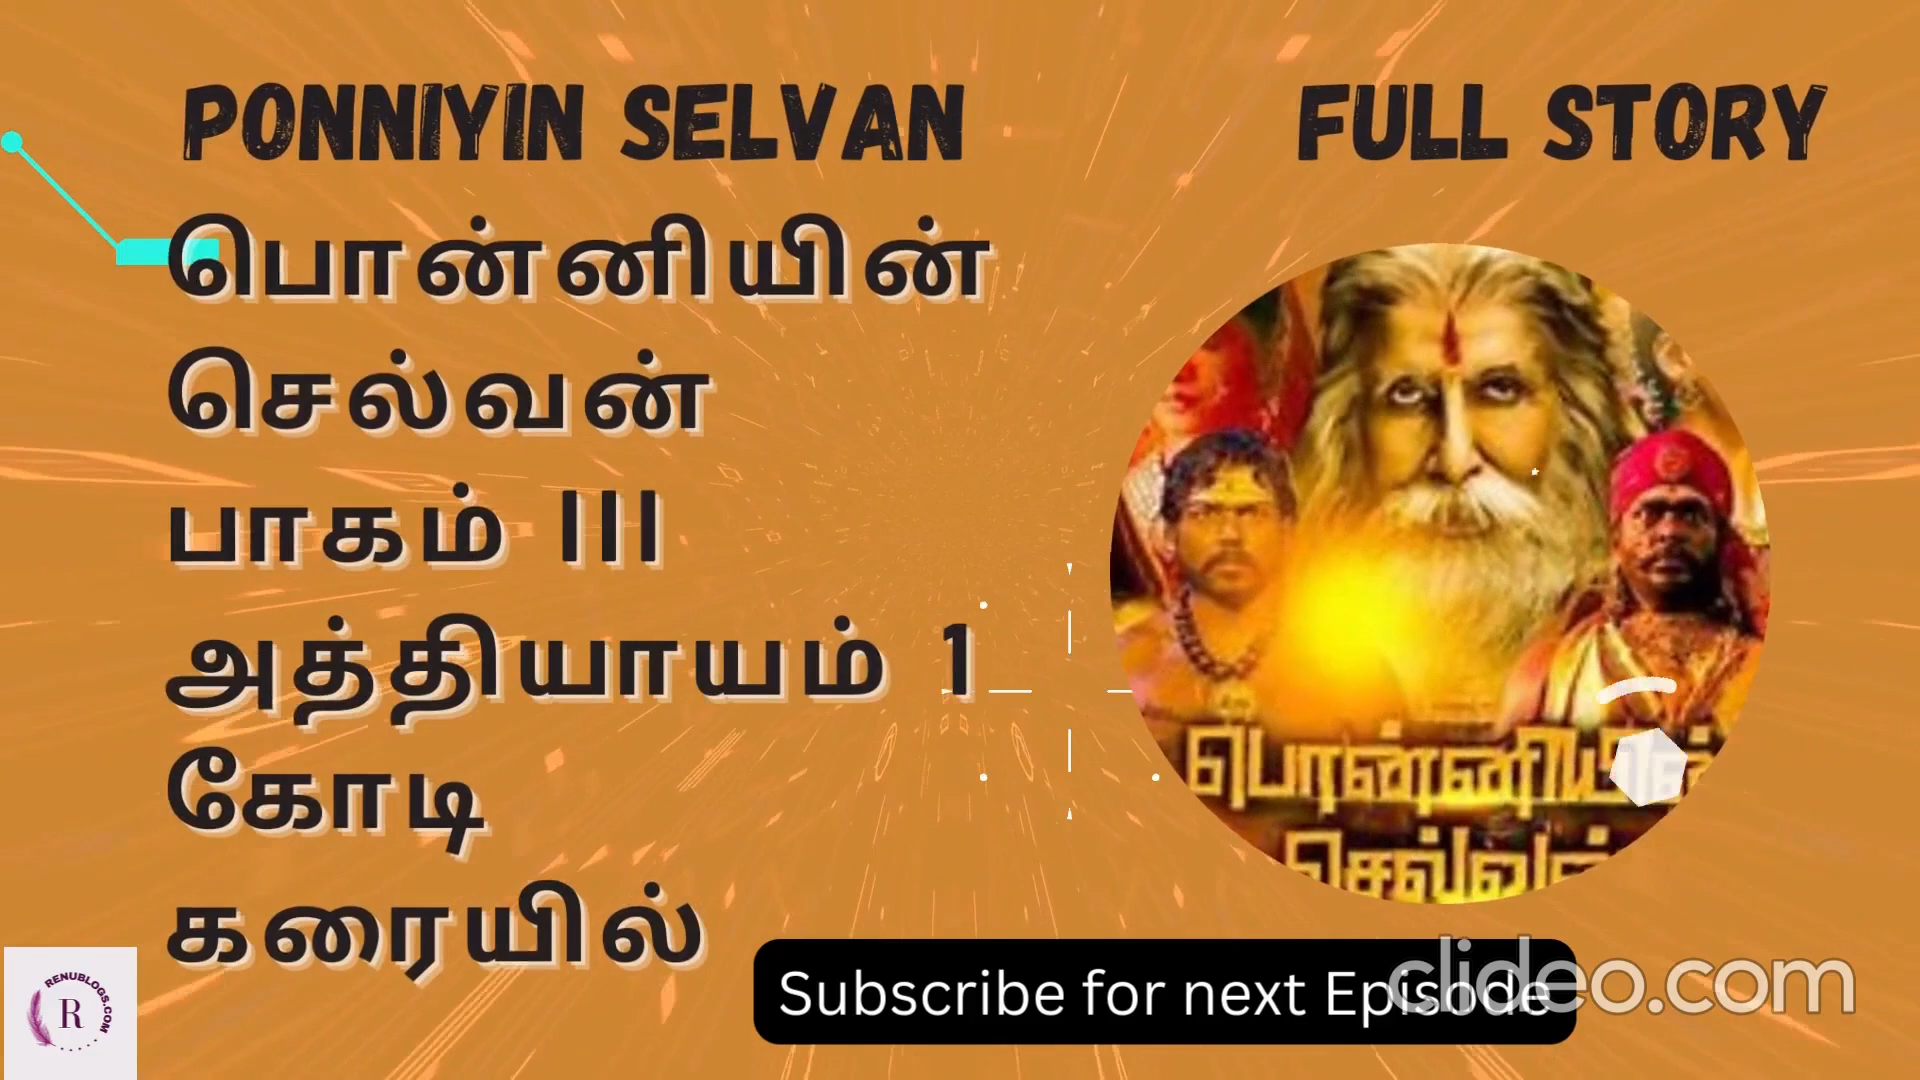 PONNIYIN SELVAN FULL STORY
பொன்னியின்
செல்வன்
பாகம் III
அத்தியாயம் 1
கோடி
கரையில்
பொன்னியின்
செல்வன்
Subscribe for next Episode
clideo.com
RENUBLOGS.COM
R